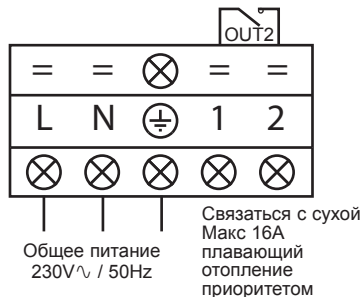 OUT2
= = = =
L N 1 2
Общее питание
230V∿ / 50Hz
Связаться с сухой
Макс 16А
плавающий
отопление
приоритетом